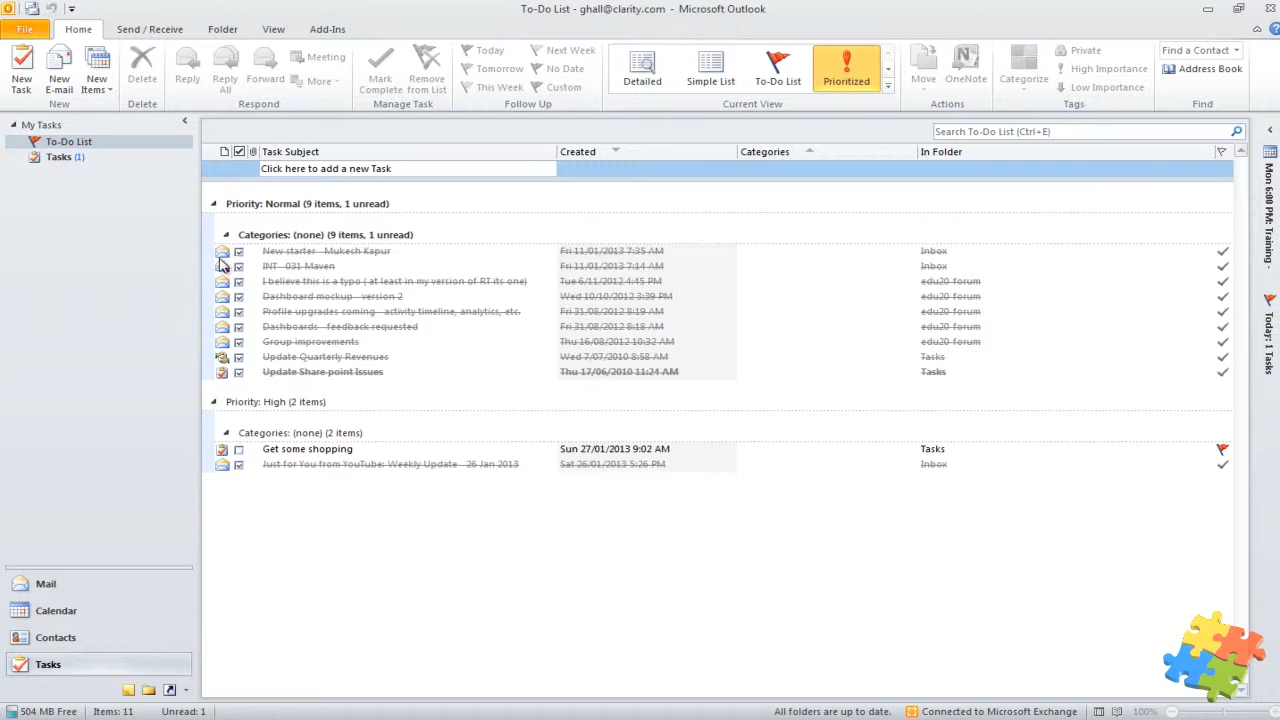 To-Do List - ghall@clarity.com - Microsoft Outlook
File Home Send / Receive Folder View Add-Ins
New Task New E-mail New Items
New
Delete
Delete
Reply Reply All Forward Meeting More
Respond
Mark Complete Remove from List
Manage Task
Today Next Week
Tomorrow No Date
This Week Custom
Follow Up
Detailed Simple List To-Do List Prioritized
Current View
Move OneNote
Actions
Categorize Private
High Importance
Low Importance
Tags
Find a Contact
Address Book
Find
My Tasks
To-Do List
Tasks (1)
Search To-Do List (Ctrl+E)
Task Subject Created Categories In Folder
Click here to add a new Task
Priority: Normal (9 items, 1 unread)
Categories: (none) (9 items, 1 unread)
New starter - Mukesh Kapur Fri 11/01/2013 7:35 AM Inbox
INT - 031 Maven Fri 11/01/2013 7:14 AM Inbox
I believe this is a typo ( at least in my version of RT its one) Tue 6/11/2012 4:45 PM edu20-forum
Dashboard mockup - version 2 Wed 10/10/2012 3:39 PM edu20-forum
Profile upgrades coming - activity timeline, analytics, etc. Fri 31/08/2012 8:19 AM edu20-forum
Dashboards - feedback requested Fri 31/08/2012 8:18 AM edu20-forum
Group improvements Thu 16/08/2012 10:32 AM edu20-forum
Update Quarterly Revenues Wed 7/07/2010 8:58 AM Tasks
Update Share point Issues Thu 17/06/2010 11:24 AM Tasks
Priority: High (2 items)
Categories: (none) (2 items)
Get some shopping Sun 27/01/2013 9:02 AM Tasks
Just for You from YouTube: Weekly Update - 26 Jan 2013 Sat 26/01/2013 5:26 PM Inbox
Mon 6:00 PM: Training -
Today: 1 Tasks
Mail
Calendar
Contacts
Tasks
504 MB Free Items: 11 Unread: 1 All folders are up to date. Connected to Microsoft Exchange 100%